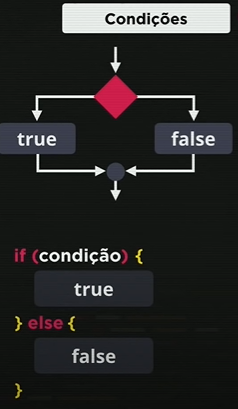 Condições
true false
if (condição) {
true
} else {
false
}